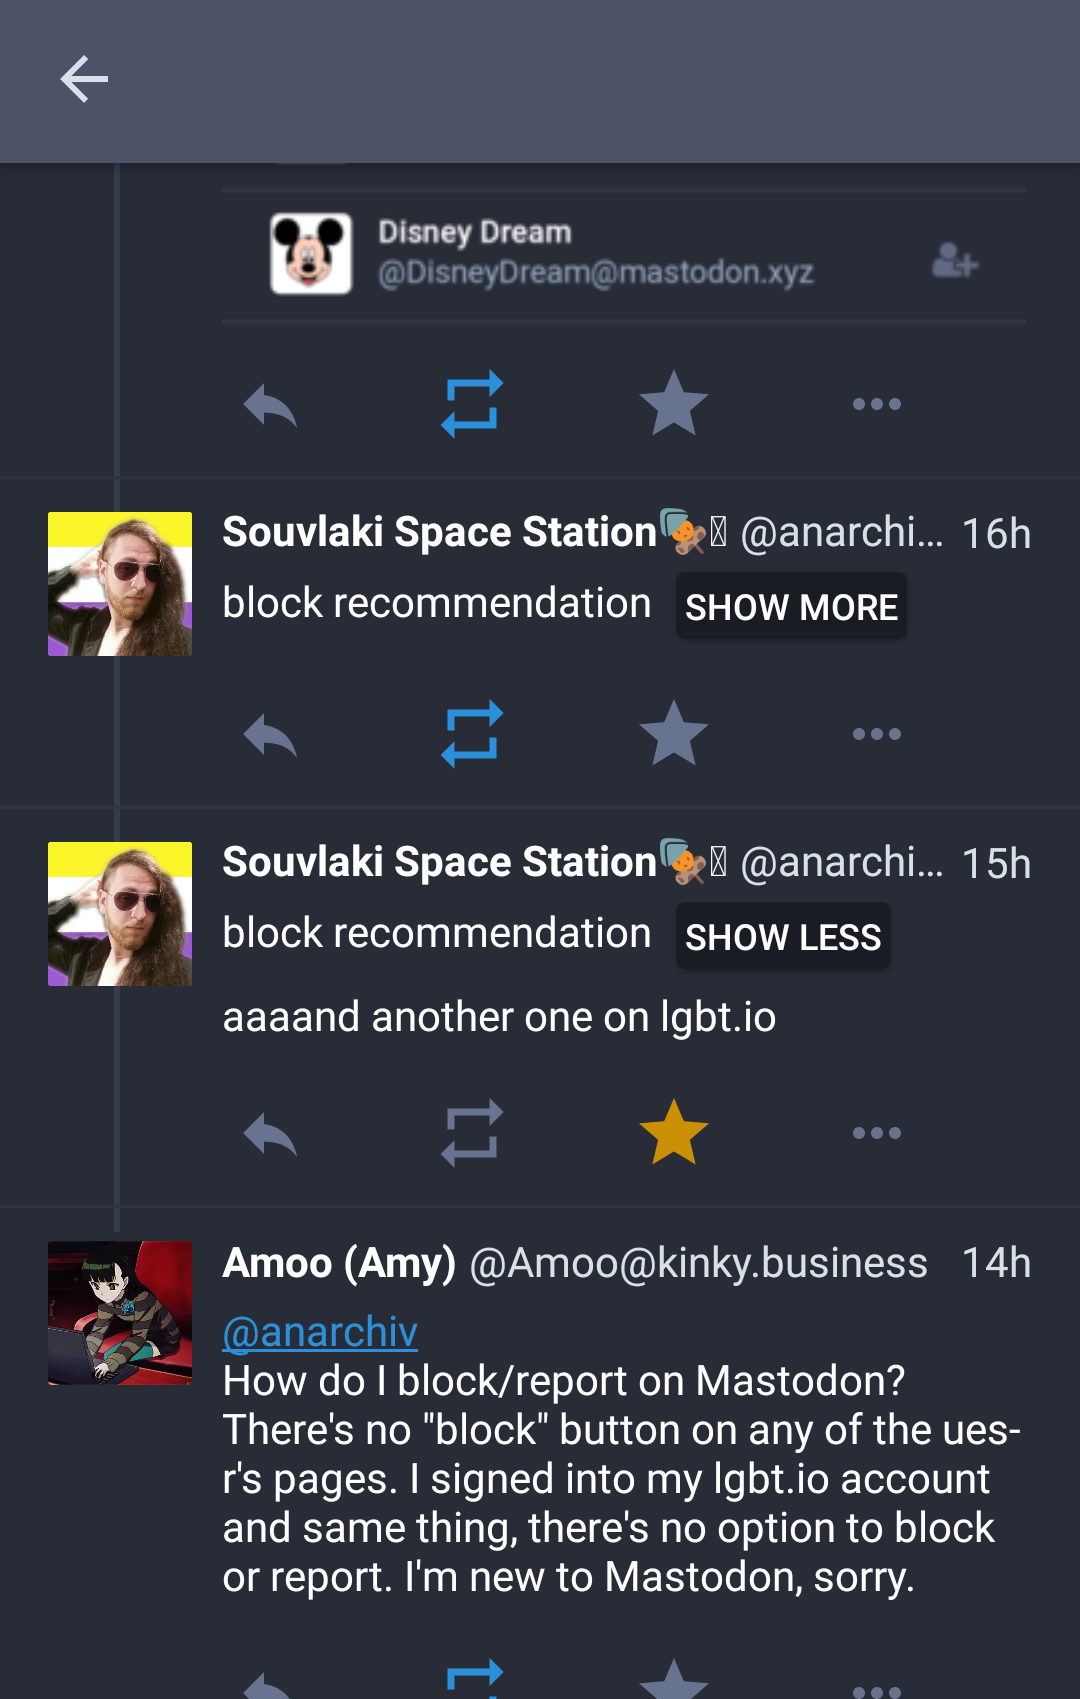 Disney Dream
@DisneyDream@mastodon.xyz
Souvlaki Space Station @anarchi... 16h
block recommendation SHOW MORE
Souvlaki Space Station @anarchi... 15h
block recommendation SHOW LESS
aaaand another one on lgbt.io
Amoo (Amy) @Amoo@kinky.business 14h
@anarchiv
How do I block/report on Mastodon?
There's no "block" button on any of the ues-
r's pages. I signed into my lgbt.io account
and same thing, there's no option to block
or report. I'm new to Mastodon, sorry.